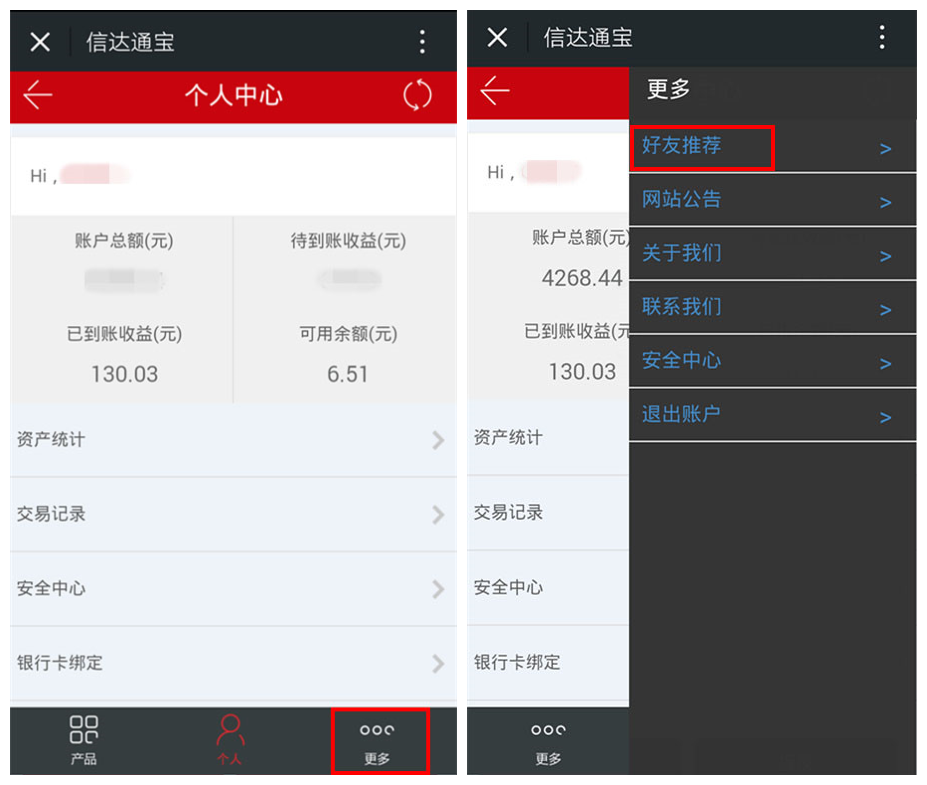 信达通宝
个人中心
Hi ,
账户总额(元)
待到账收益(元)
已到账收益(元)
可用余额(元)
130.03
6.51
资产统计
交易记录
安全中心
银行卡绑定
产品
个人
更多
信达通宝
更多
Hi ,
账户总额(元)
4268.44
已到账收益(元
130.03
资产统计
交易记录
安全中心
银行卡绑定
更多
好友推荐 >
网站公告 >
关于我们 >
联系我们 >
安全中心 >
退出账户 >